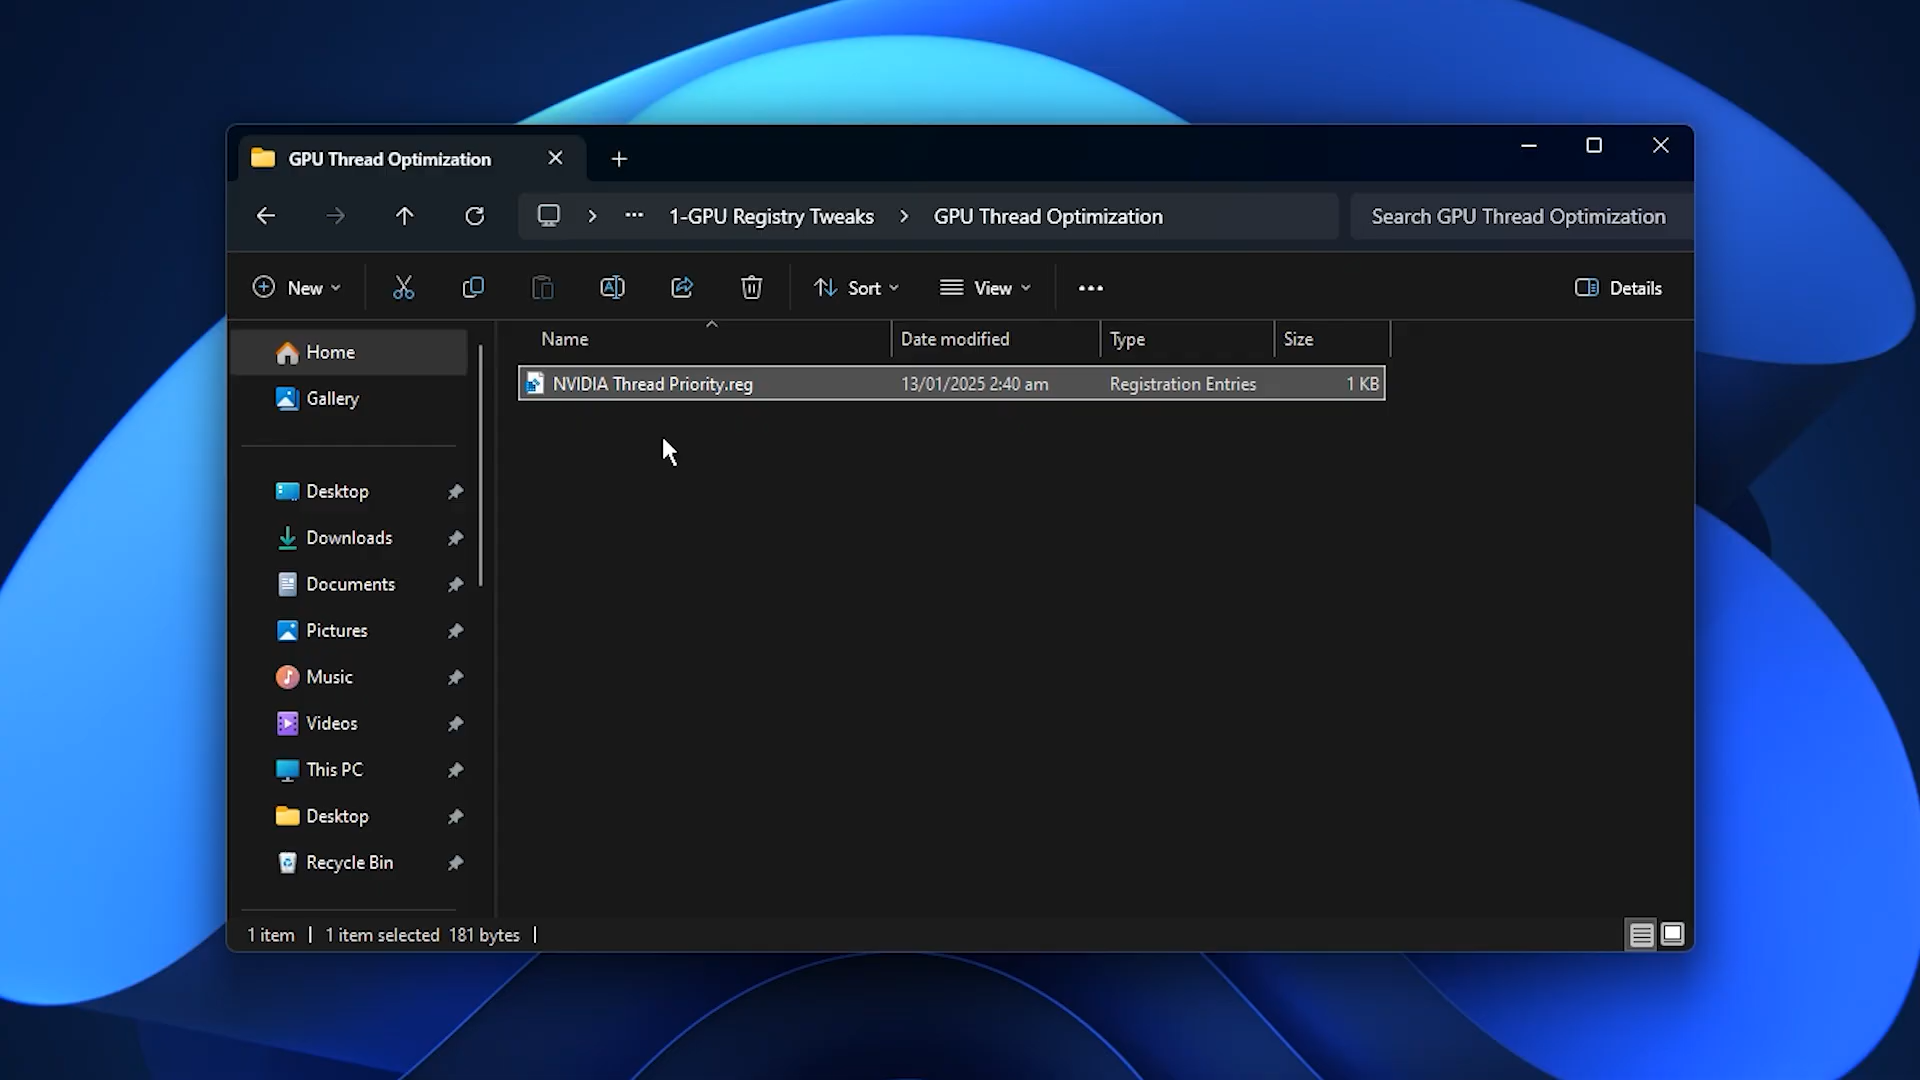 GPU Thread Optimization
1-GPU Registry Tweaks > GPU Thread Optimization
Search GPU Thread Optimization
New
Sort
View
Details
Home
Gallery
Desktop
Downloads
Documents
Pictures
Music
Videos
This PC
Desktop
Recycle Bin
Name Date modified Type Size
NVIDIA Thread Priority.reg 13/01/2025 2:40 am Registration Entries 1 KB
1 item | 1 item selected 181 bytes |